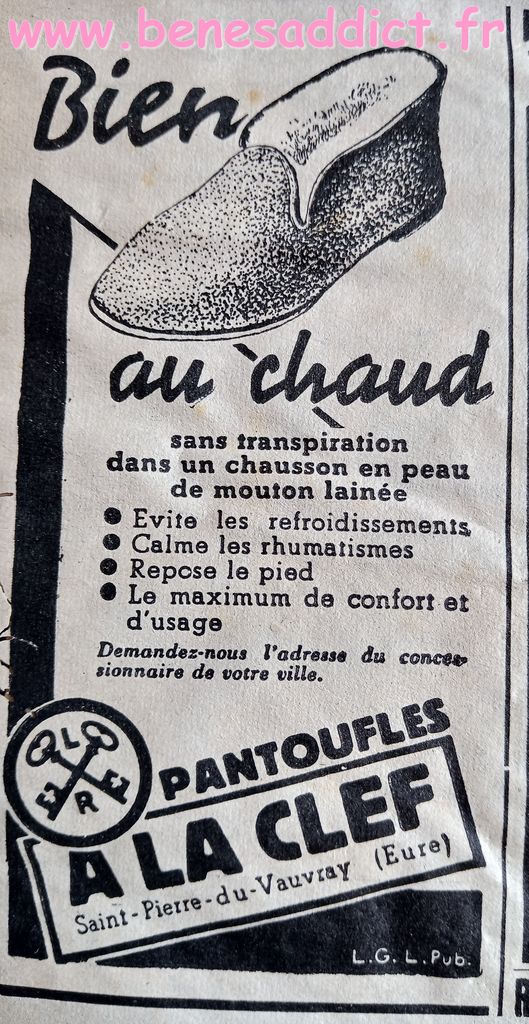 www.benesaddict.fr
Bien
au chaud
sans transpiration
dans un chausson en peau
de mouton lainée
● Evite les refroidissements
● Calme les rhumatismes
● Repose le pied
● Le maximum de confort et
d'usage
Demandez-nous l'adresse du conces-
sionnaire de votre ville.
L
R
PANTOUFLES
A LA CLEF
Saint-Pierre-du-Vauvray (Eure)
L.G.L.Pub.